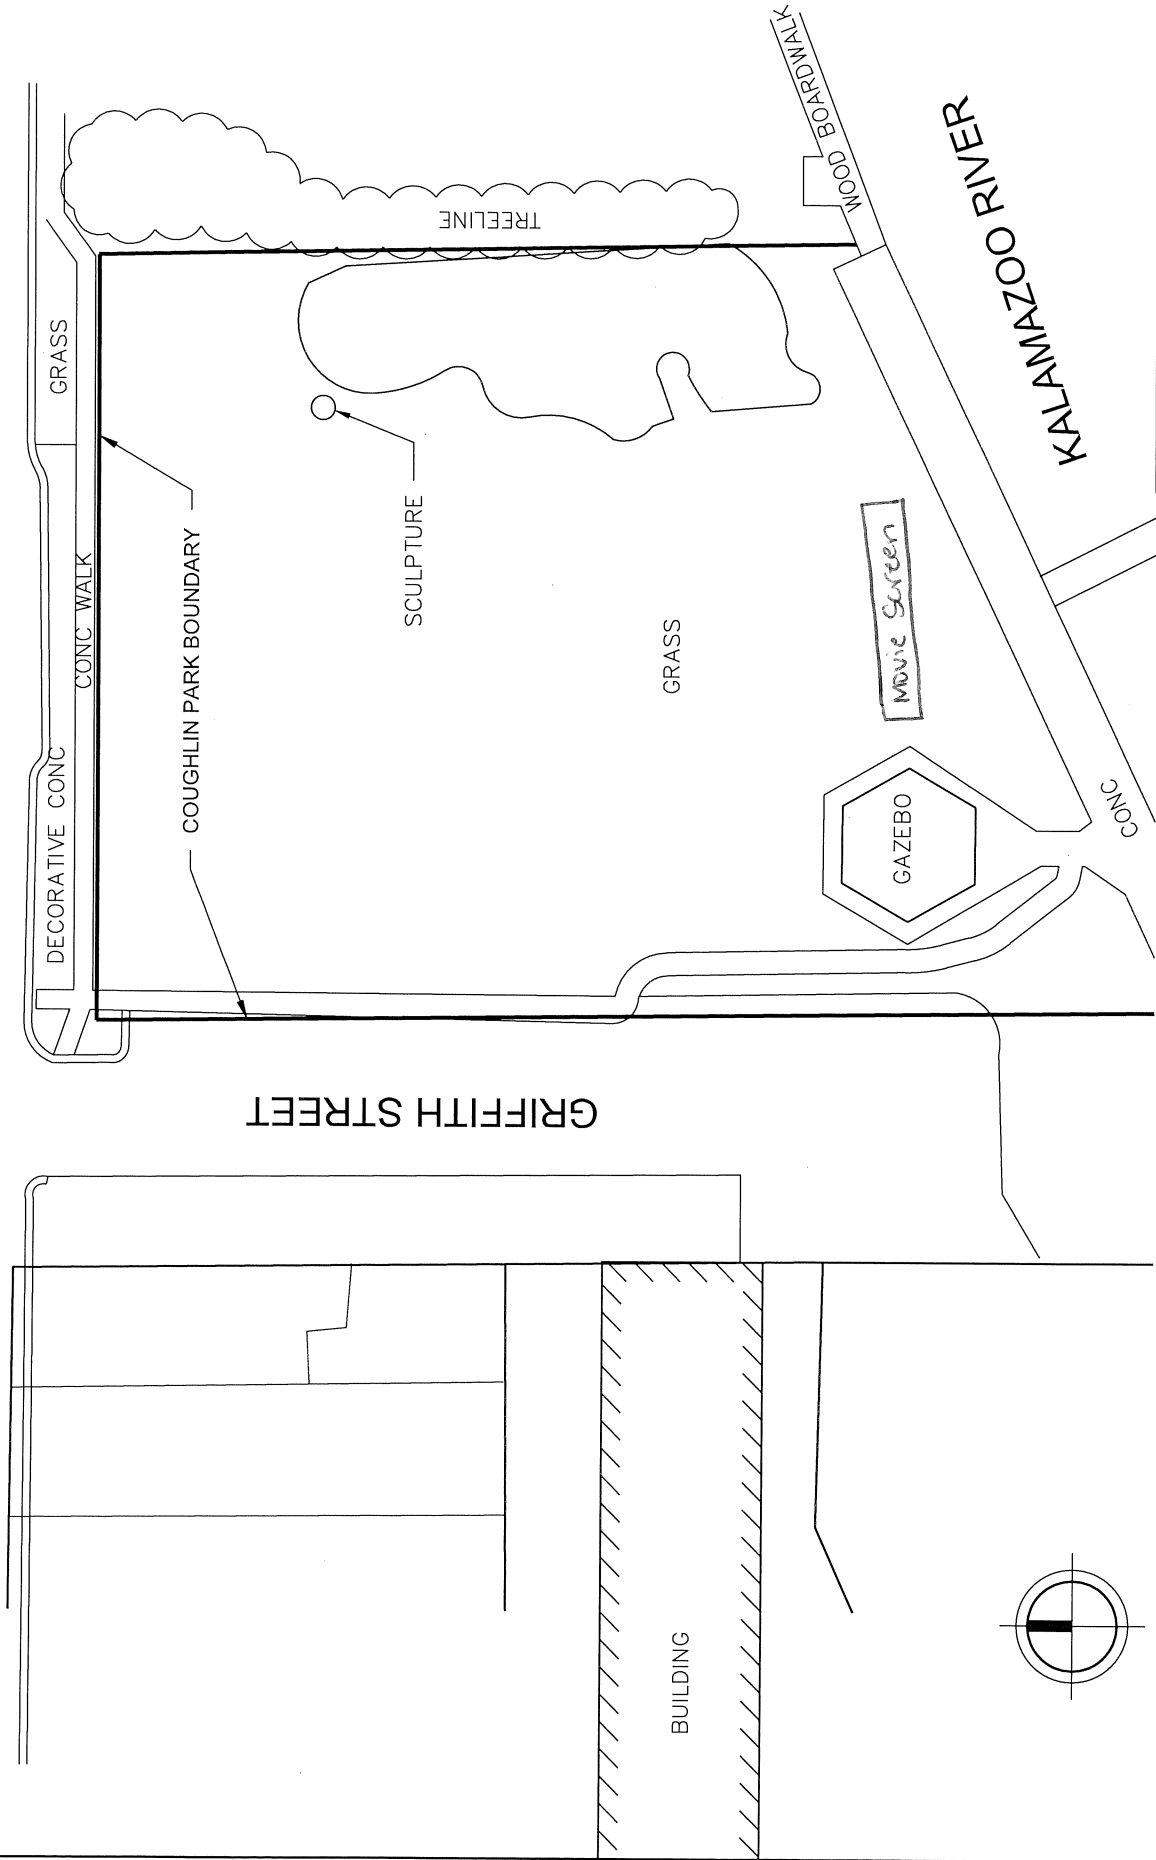 WOOD BOARDWALK
KALAMAZOO RIVER
TREELINE
GRASS
CONC WALK
DECORATIVE CONC
COUGHLIN PARK BOUNDARY
SCULPTURE
GRASS
Movie Screen
GAZEBO
CONC
GRIFFITH STREET
BUILDING